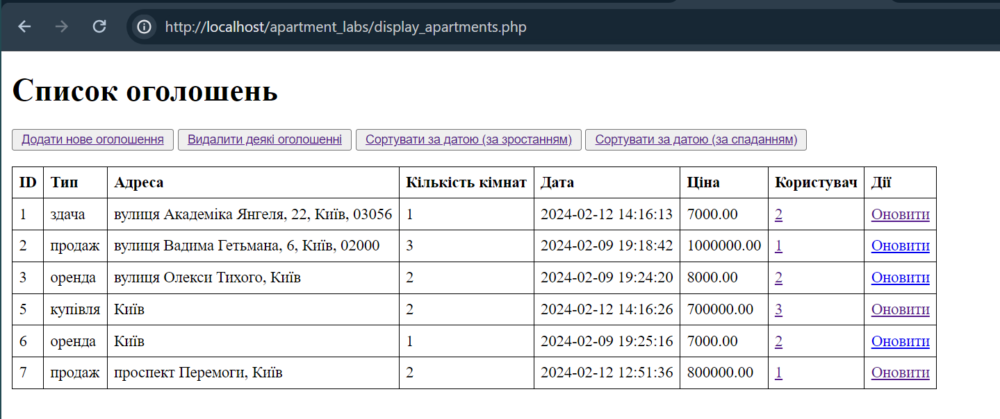 http://localhost/apartment_labs/display_apartments.php
Список оголошень
Додати нове оголошення Видалити деякі оголошенні Сортувати за датою (за зростанням) Сортувати за датою (за спаданням)
ID Тип Адреса Кількість кімнат Дата Ціна Користувач Дії
1 здача вулиця Академіка Янгеля, 22, Київ, 03056 1 2024-02-12 14:16:13 7000.00 2 Оновити
2 продаж вулиця Вадима Гетьмана, 6, Київ, 02000 3 2024-02-09 19:18:42 1000000.00 1 Оновити
3 оренда вулиця Олекси Тихого, Київ 2 2024-02-09 19:24:20 8000.00 2 Оновити
5 купівля Київ 2 2024-02-12 14:16:26 700000.00 3 Оновити
6 оренда Київ 1 2024-02-09 19:25:16 7000.00 2 Оновити
7 продаж проспект Перемоги, Київ 2 2024-02-12 12:51:36 800000.00 1 Оновити